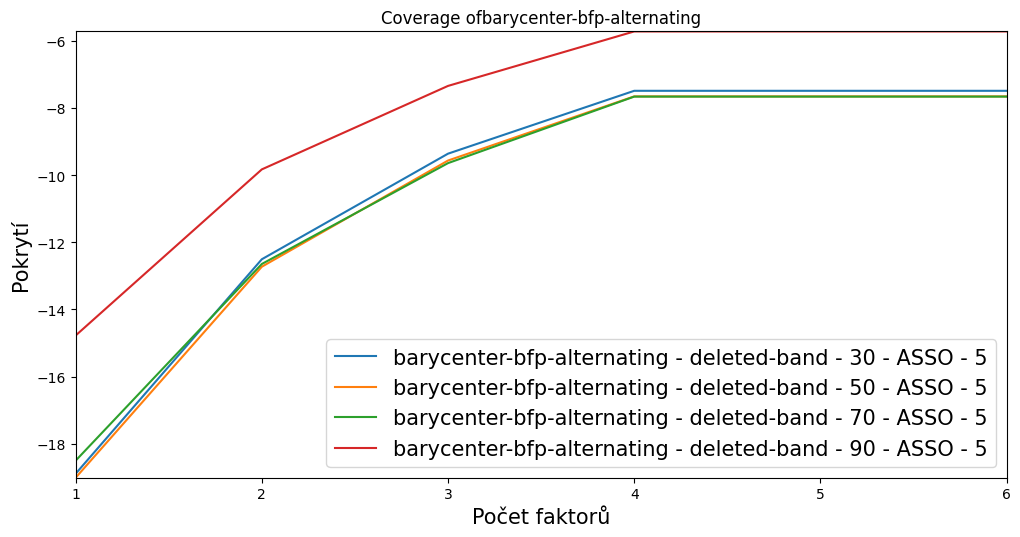 Coverage ofbarycenter-bfp-alternating
−6
−8
−10
−12
−14
−16
−18
Pokrytí
barycenter-bfp-alternating - deleted-band - 30 - ASSO - 5
barycenter-bfp-alternating - deleted-band - 50 - ASSO - 5
barycenter-bfp-alternating - deleted-band - 70 - ASSO - 5
barycenter-bfp-alternating - deleted-band - 90 - ASSO - 5
1 2 3 4 5 6
Počet faktorů